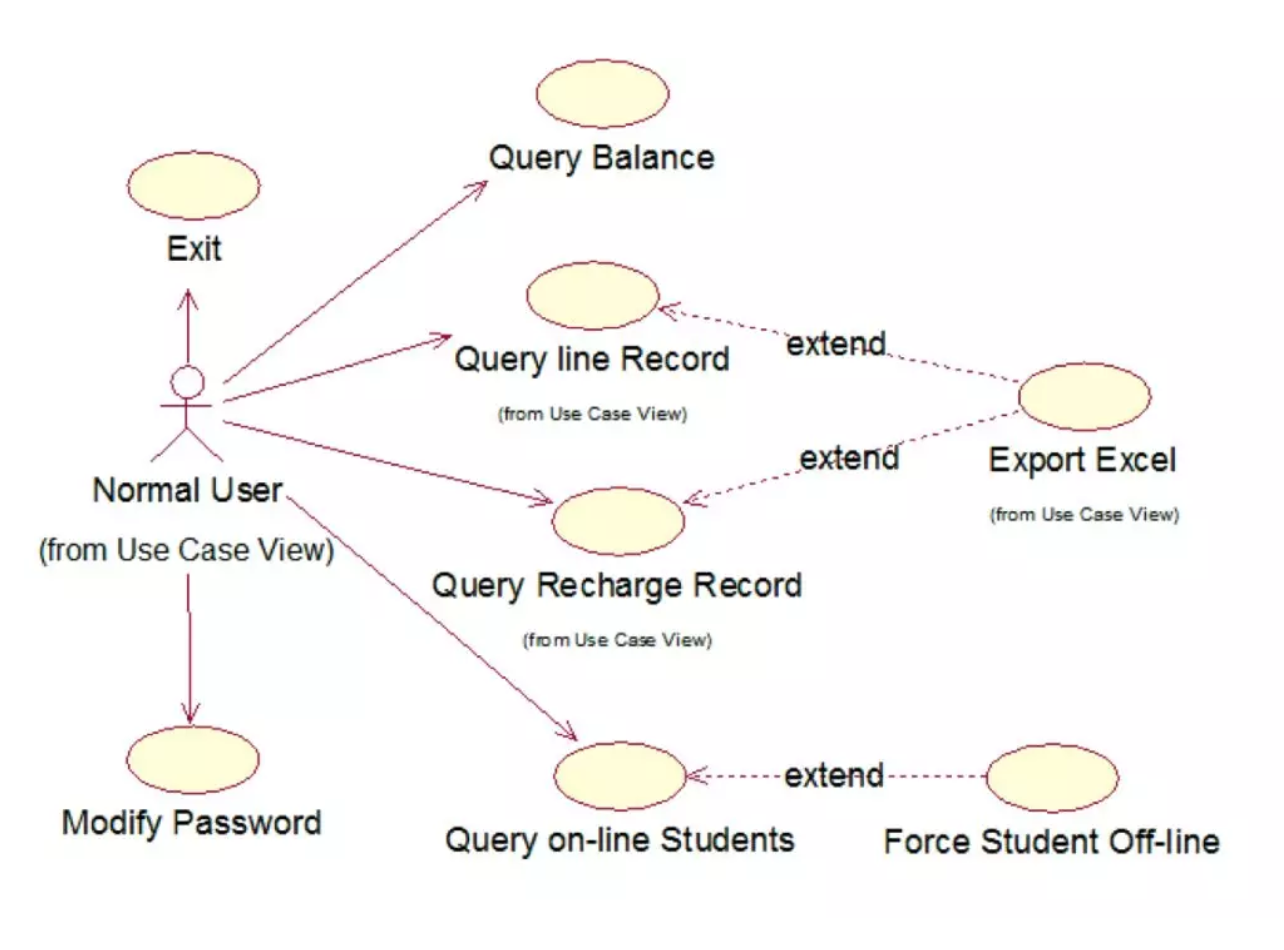 Query Balance
Exit
Query line Record
(from Use Case View)
extend
Export Excel
(from Use Case View)
extend
Normal User
(from Use Case View)
Query Recharge Record
(from Use Case View)
Modify Password
Query on-line Students
extend
Force Student Off-line